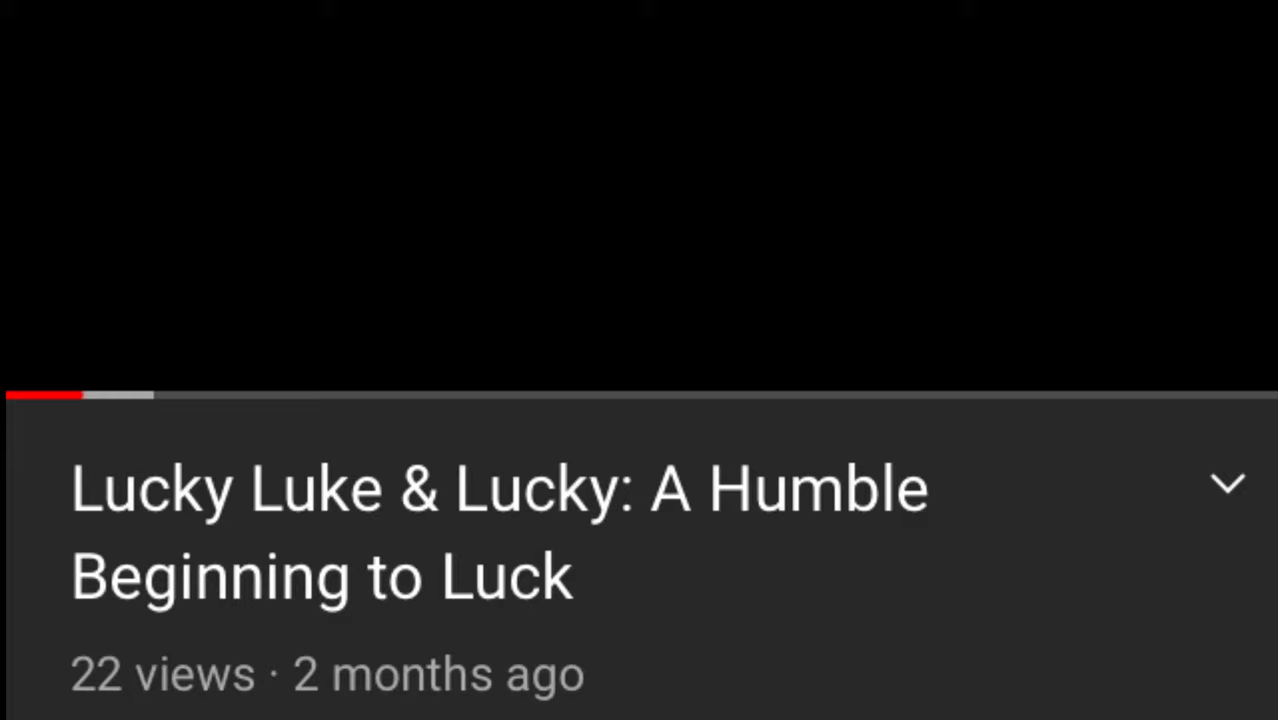 Lucky Luke & Lucky: A Humble
Beginning to Luck
22 views · 2 months ago